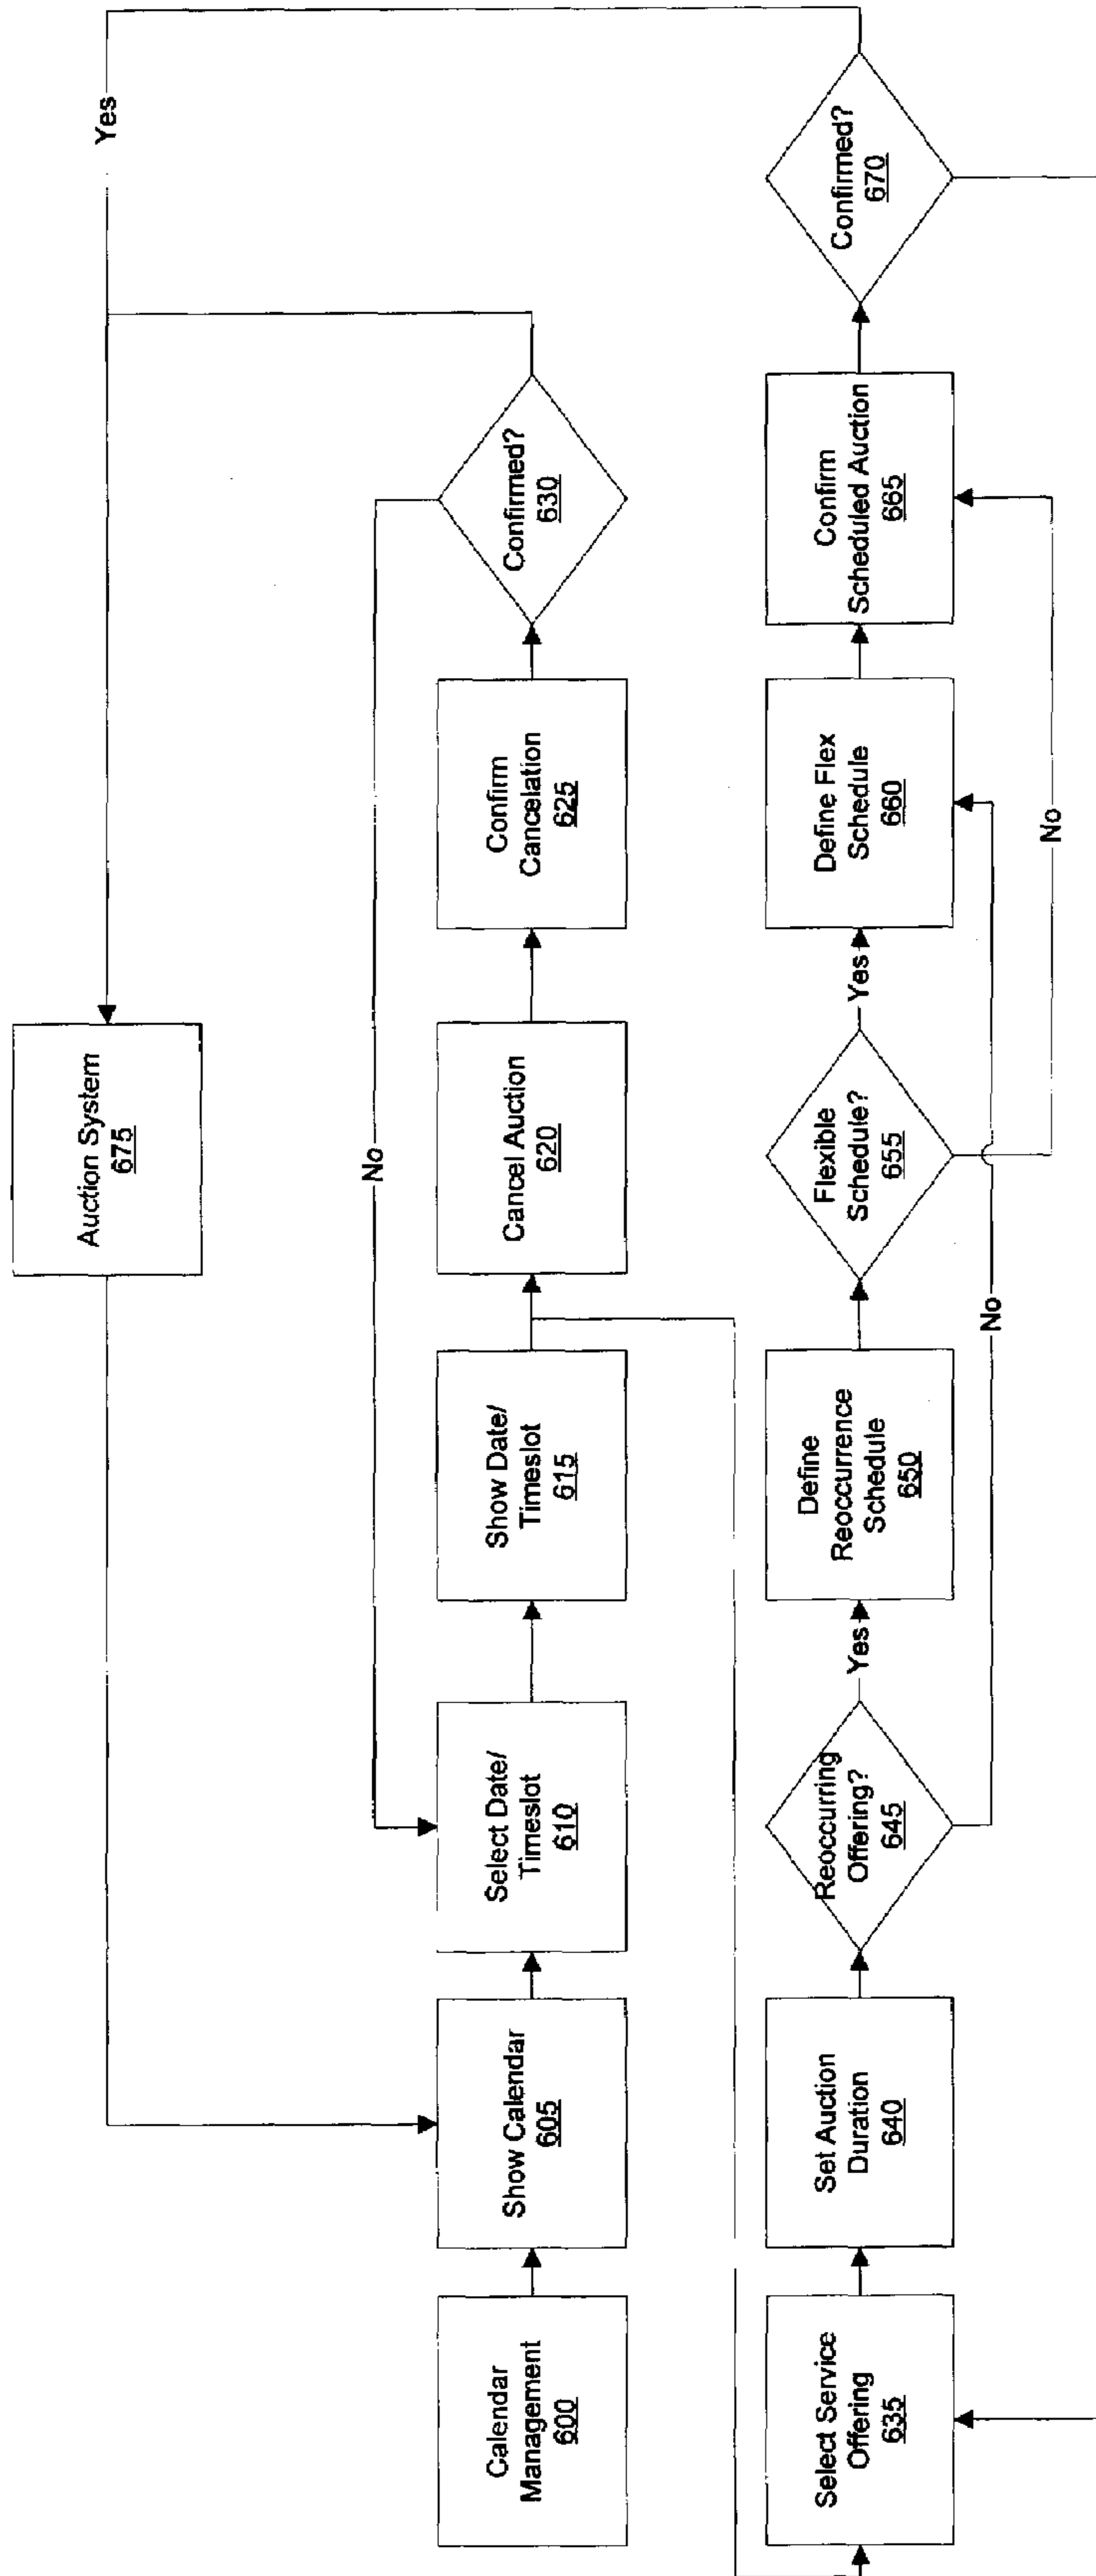 Auction System
675
Yes
No
Calendar
Management
600
Show Calendar
605
Select Date/
Timeslot
610
Show Date/
Timeslot
615
Cancel Auction
620
Confirm
Cancelation
625
Confirmed?
630
Select Service
Offering
635
Set Auction
Duration
640
Reoccurring
Offering?
645
Yes
Define
Reoccurrence
Schedule
650
Flexible
Schedule?
655
Yes
Define Flex
Schedule
660
Confirm
Scheduled Auction
665
Confirmed?
670
No
No